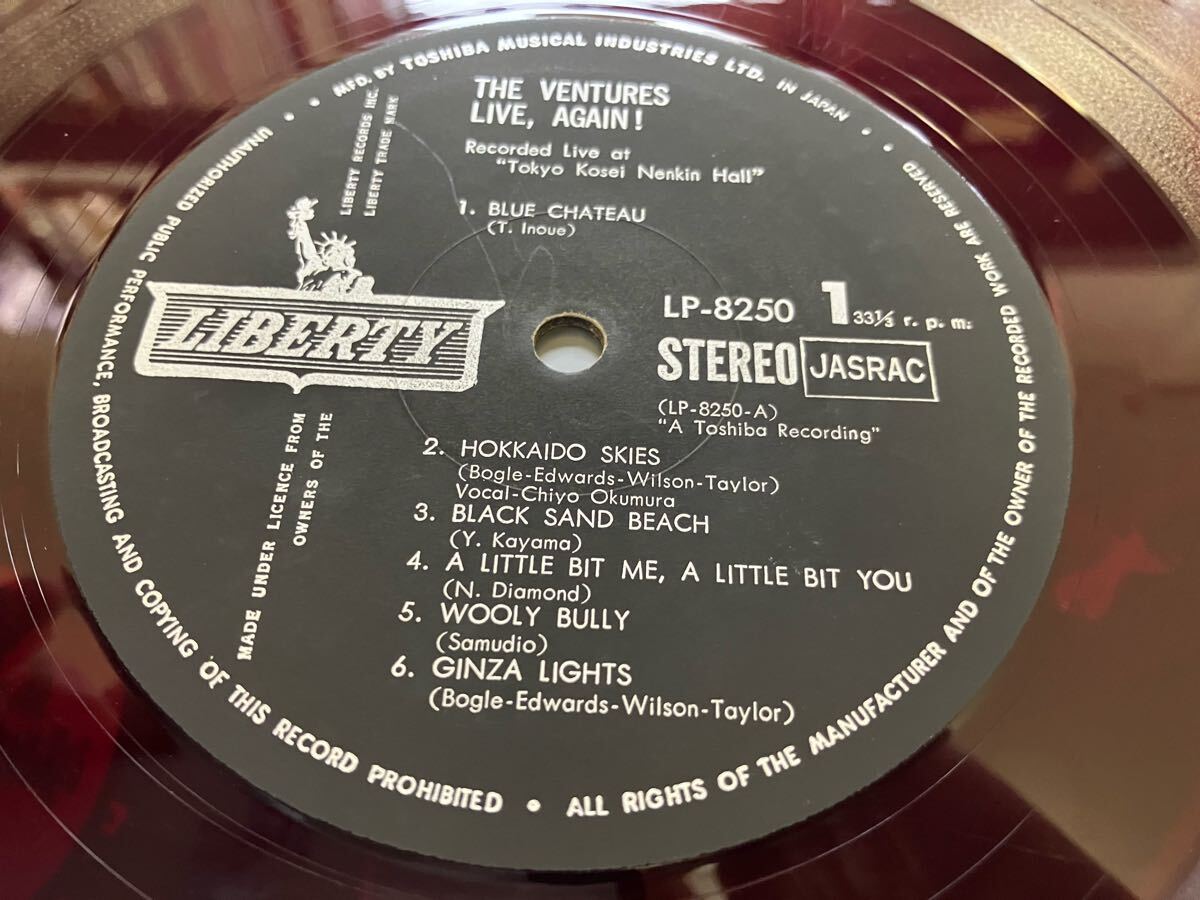 MFD. BY TOSHIBA MUSICAL INDUSTRIES LTD. IN JAPAN
THE VENTURES
LIVE, AGAIN!
Recorded Live at
"Tokyo Kosei Nenkin Hall"
1. BLUE CHATEAU
(T. Inoue)
LIBERTY RECORDS INC.
LIBERTY TRADE MARK
LIBERTY
LP-8250 1 33⅓ r. p. m.
STEREO JASRAC
(LP-8250-A)
"A Toshiba Recording"
MADE UNDER LICENCE FROM
OWNERS OF THE
2. HOKKAIDO SKIES
(Bogle-Edwards-Wilson-Taylor)
Vocal-Chiyo Okumura
3. BLACK SAND BEACH
(Y. Kayama)
4. A LITTLE BIT ME, A LITTLE BIT YOU
(N. Diamond)
5. WOOLY BULLY
(Samudio)
6. GINZA LIGHTS
(Bogle-Edwards-Wilson-Taylor)
UNAUTHORIZED PUBLIC PERFORMANCE, BROADCASTING AND COPYING OF THIS RECORD PROHIBITED • ALL RIGHTS OF THE MANUFACTURER AND OF THE OWNER OF THE RECORDED WORK ARE RESERVED